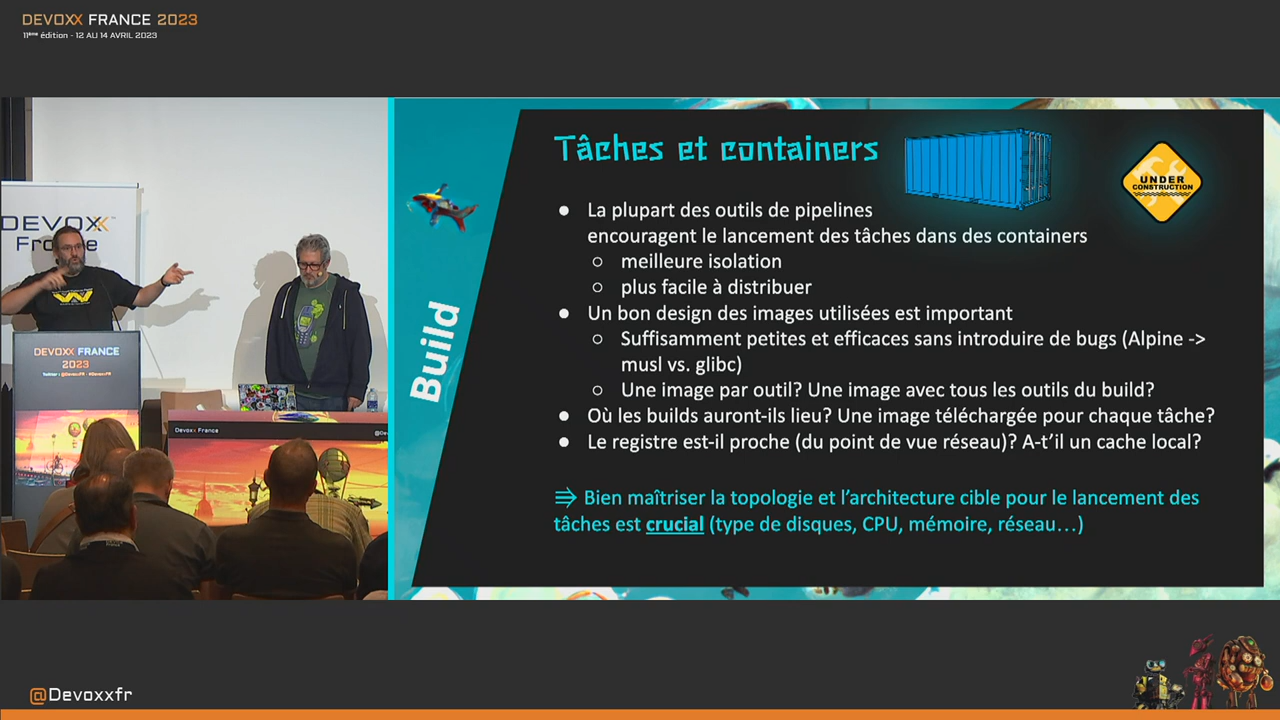 DEVOXX FRANCE 2023
11ème édition - 12 AU 14 AVRIL 2023
DEVOXX
France
DEVOXX FRANCE
2023
Twitter : @DevoxxFR - #DevoxxFR
Devoxx France
@De
Build
Tâches et containers
UNDER
CONSTRUCTION
● La plupart des outils de pipelines
encouragent le lancement des tâches dans des containers
○ meilleure isolation
○ plus facile à distribuer
● Un bon design des images utilisées est important
○ Suffisamment petites et efficaces sans introduire de bugs (Alpine ->
musl vs. glibc)
○ Une image par outil? Une image avec tous les outils du build?
● Où les builds auront-ils lieu? Une image téléchargée pour chaque tâche?
● Le registre est-il proche (du point de vue réseau)? A-t'il un cache local?
⇒ Bien maîtriser la topologie et l'architecture cible pour le lancement des
tâches est crucial (type de disques, CPU, mémoire, réseau…)
@Devoxxfr